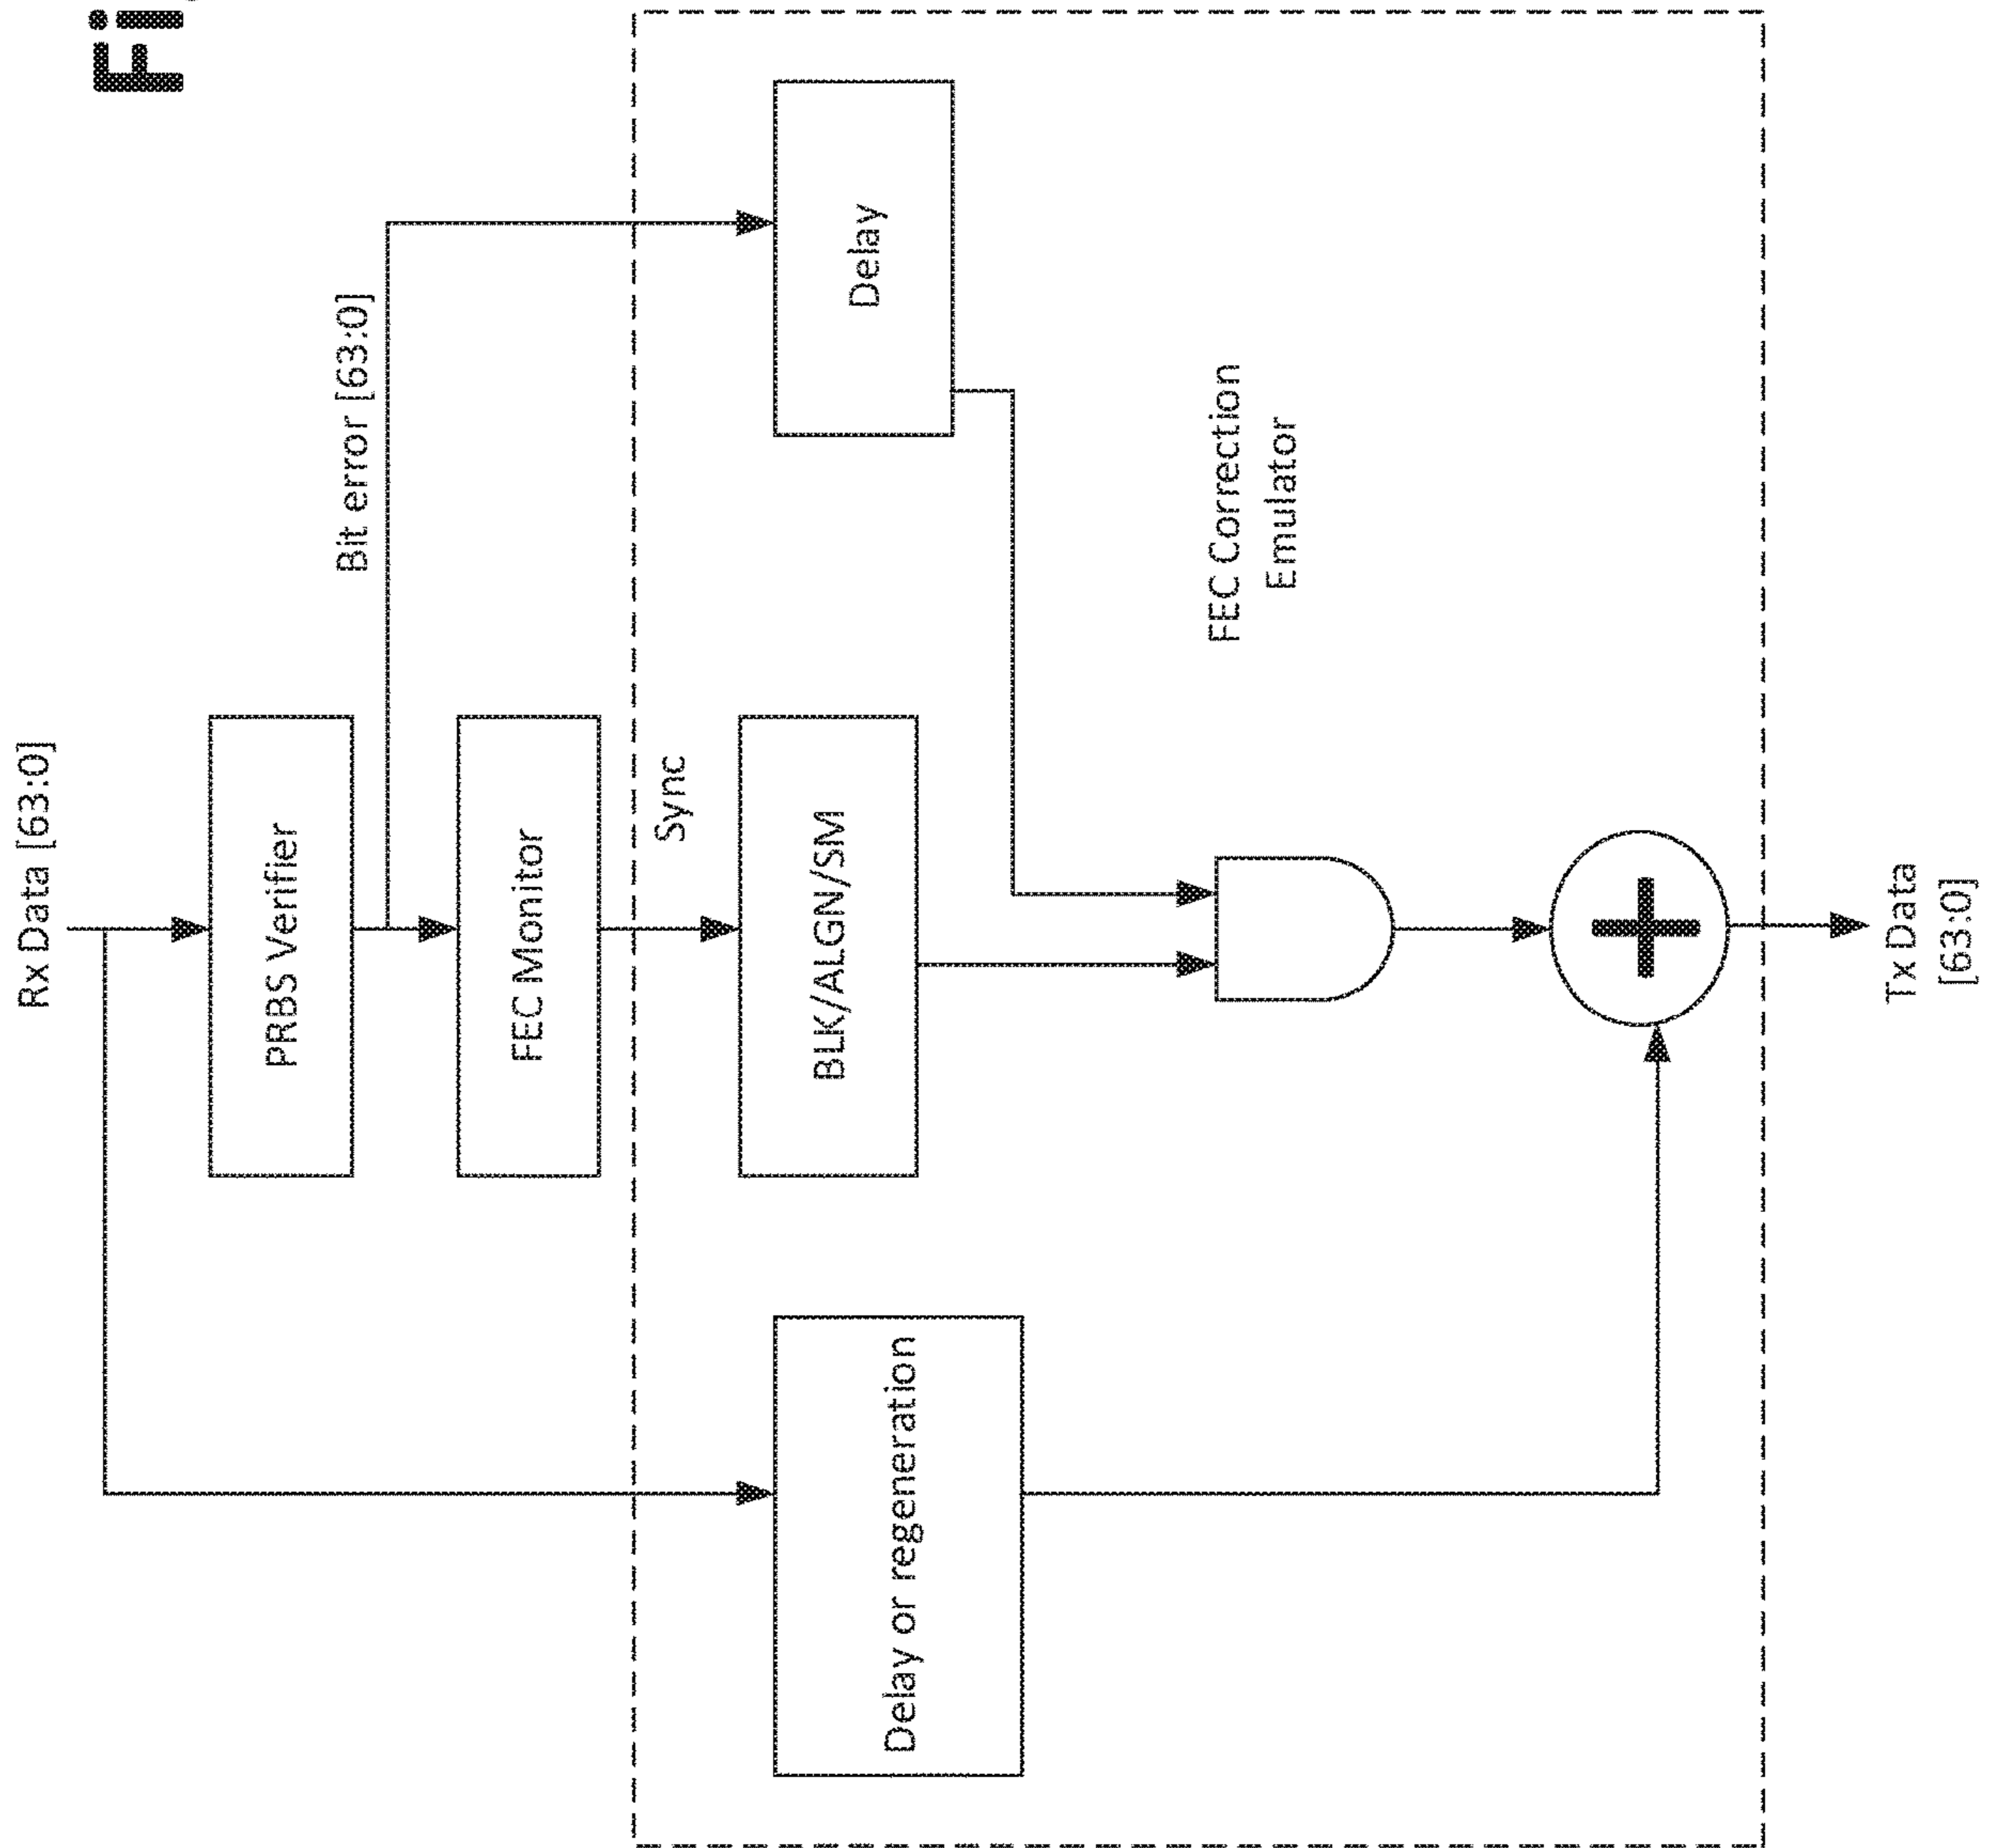 Fi
Rx Data [63:0]
Bit error [63:0]
PRBS Verifier
FEC Monitor
Sync
BLK/ALGN/SM
Delay
Delay or regeneration
FEC Correction
Emulator
Tx Data
[63:0]